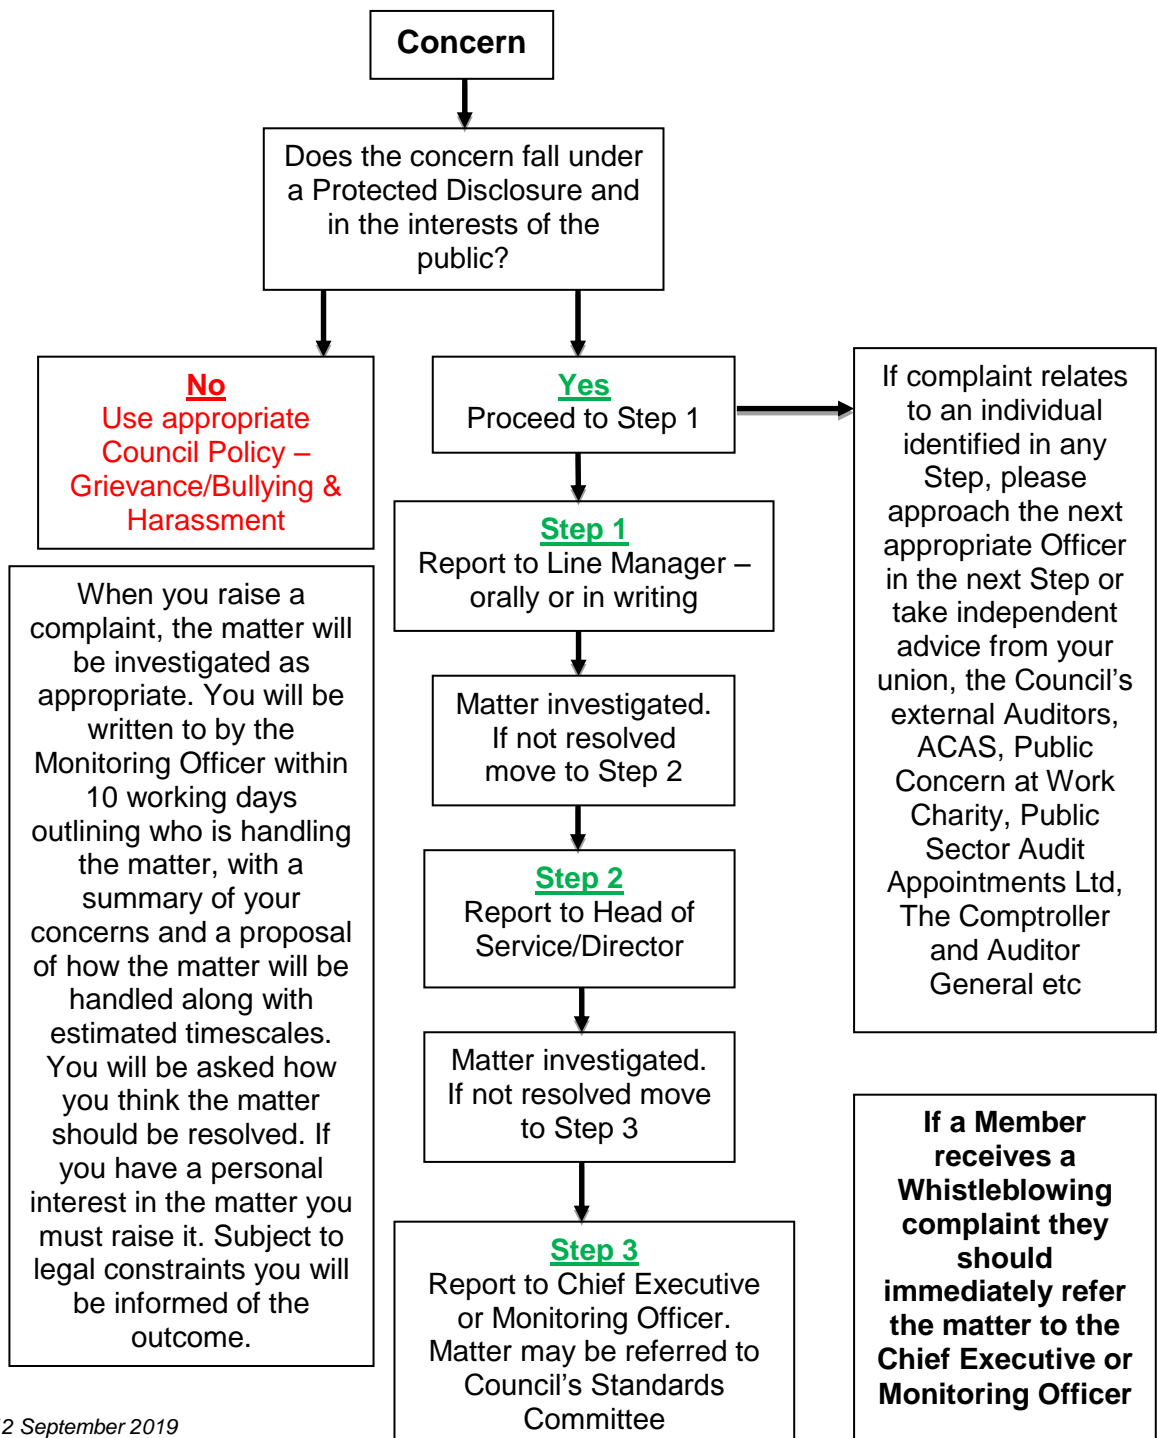 Concern
Does the concern fall under
a Protected Disclosure and
in the interests of the
public?
No
Use appropriate
Council Policy –
Grievance/Bullying &
Harassment
Yes
Proceed to Step 1
If complaint relates
to an individual
identified in any
Step, please
approach the next
appropriate Officer
in the next Step or
take independent
advice from your
union, the Council’s
external Auditors,
ACAS, Public
Concern at Work
Charity, Public
Sector Audit
Appointments Ltd,
The Comptroller
and Auditor
General etc
Step 1
Report to Line Manager –
orally or in writing
When you raise a
complaint, the matter will
be investigated as
appropriate. You will be
written to by the
Monitoring Officer within
10 working days
outlining who is handling
the matter, with a
summary of your
concerns and a proposal
of how the matter will be
handled along with
estimated timescales.
You will be asked how
you think the matter
should be resolved. If
you have a personal
interest in the matter you
must raise it. Subject to
legal constraints you will
be informed of the
outcome.
Matter investigated.
If not resolved
move to Step 2
Step 2
Report to Head of
Service/Director
Matter investigated.
If not resolved move
to Step 3
Step 3
Report to Chief Executive
or Monitoring Officer.
Matter may be referred to
Council’s Standards
Committee
If a Member
receives a
Whistleblowing
complaint they
should
immediately refer
the matter to the
Chief Executive or
Monitoring Officer
2 September 2019